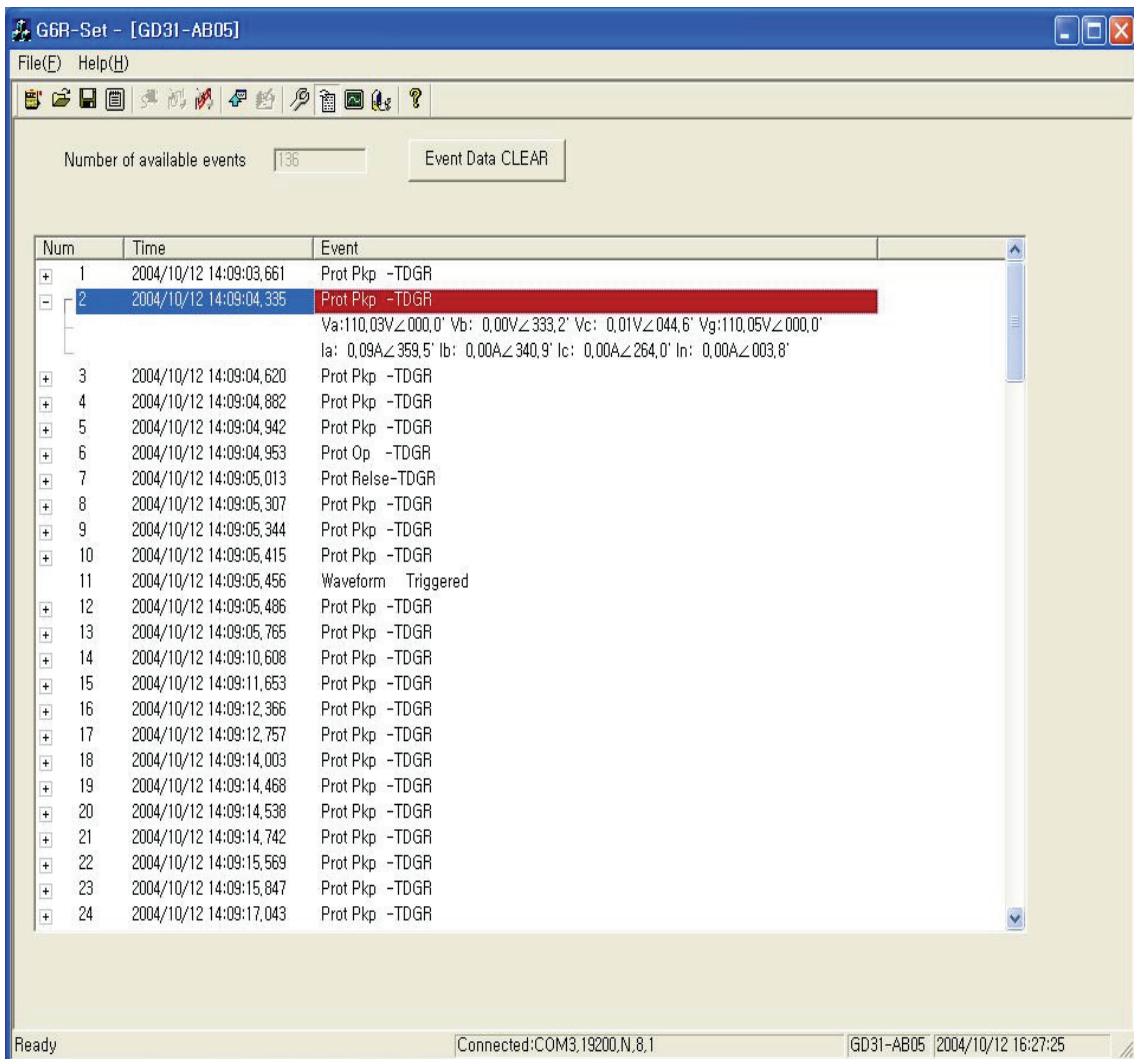 G6R-Set - [GD31-AB05]
File(F) Help(H)
Number of available events 136 Event Data CLEAR
Num Time Event
1 2004/10/12 14:09:03,661 Prot Pkp -TDGR
2 2004/10/12 14:09:04,335 Prot Pkp -TDGR
Va:110,03V∠000,0' Vb: 0,00V∠333,2' Vc: 0,01V∠044,6' Vg:110,05V∠000,0'
Ia: 0,09A∠359,5' Ib: 0,00A∠340,9' Ic: 0,00A∠264,0' In: 0,00A∠003,8'
3 2004/10/12 14:09:04,620 Prot Pkp -TDGR
4 2004/10/12 14:09:04,882 Prot Pkp -TDGR
5 2004/10/12 14:09:04,942 Prot Pkp -TDGR
6 2004/10/12 14:09:04,953 Prot Op -TDGR
7 2004/10/12 14:09:05,013 Prot Relse-TDGR
8 2004/10/12 14:09:05,307 Prot Pkp -TDGR
9 2004/10/12 14:09:05,344 Prot Pkp -TDGR
10 2004/10/12 14:09:05,415 Prot Pkp -TDGR
11 2004/10/12 14:09:05,456 Waveform Triggered
12 2004/10/12 14:09:05,486 Prot Pkp -TDGR
13 2004/10/12 14:09:05,765 Prot Pkp -TDGR
14 2004/10/12 14:09:10,608 Prot Pkp -TDGR
15 2004/10/12 14:09:11,653 Prot Pkp -TDGR
16 2004/10/12 14:09:12,366 Prot Pkp -TDGR
17 2004/10/12 14:09:12,757 Prot Pkp -TDGR
18 2004/10/12 14:09:14,003 Prot Pkp -TDGR
19 2004/10/12 14:09:14,468 Prot Pkp -TDGR
20 2004/10/12 14:09:14,538 Prot Pkp -TDGR
21 2004/10/12 14:09:14,742 Prot Pkp -TDGR
22 2004/10/12 14:09:15,569 Prot Pkp -TDGR
23 2004/10/12 14:09:15,847 Prot Pkp -TDGR
24 2004/10/12 14:09:17,043 Prot Pkp -TDGR
Ready Connected:COM3,19200,N,8,1 GD31-AB05 2004/10/12 16:27:25